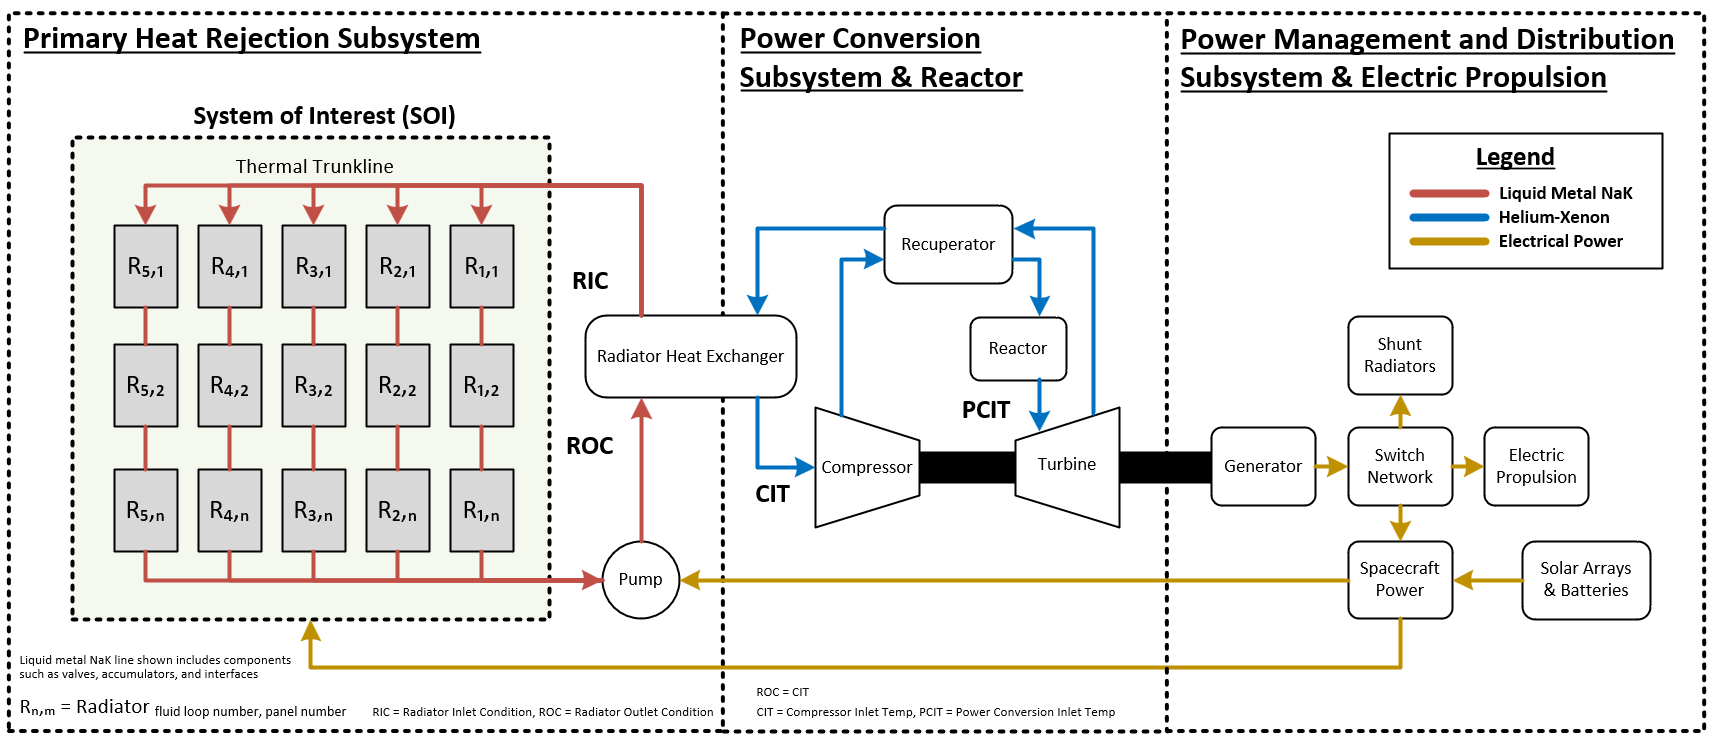 Primary Heat Rejection Subsystem
System of Interest (SOI)
Thermal Trunkline
R5,1
R4,1
R3,1
R2,1
R1,1
R5,2
R4,2
R3,2
R2,2
R1,2
R5,n
R4,n
R3,n
R2,n
R1,n
RIC
Radiator Heat Exchanger
ROC
Pump
Liquid metal NaK line shown includes components
such as valves, accumulators, and interfaces
Rn,m = Radiator fluid loop number, panel number
RIC = Radiator Inlet Condition, ROC = Radiator Outlet Condition
Power Conversion
Subsystem & Reactor
Recuperator
Reactor
PCIT
Compressor
Turbine
CIT
ROC = CIT
CIT = Compressor Inlet Temp, PCIT = Power Conversion Inlet Temp
Power Management and Distribution
Subsystem & Electric Propulsion
Legend
Liquid Metal NaK
Helium-Xenon
Electrical Power
Shunt
Radiators
Generator
Switch
Network
Electric
Propulsion
Spacecraft
Power
Solar Arrays
& Batteries